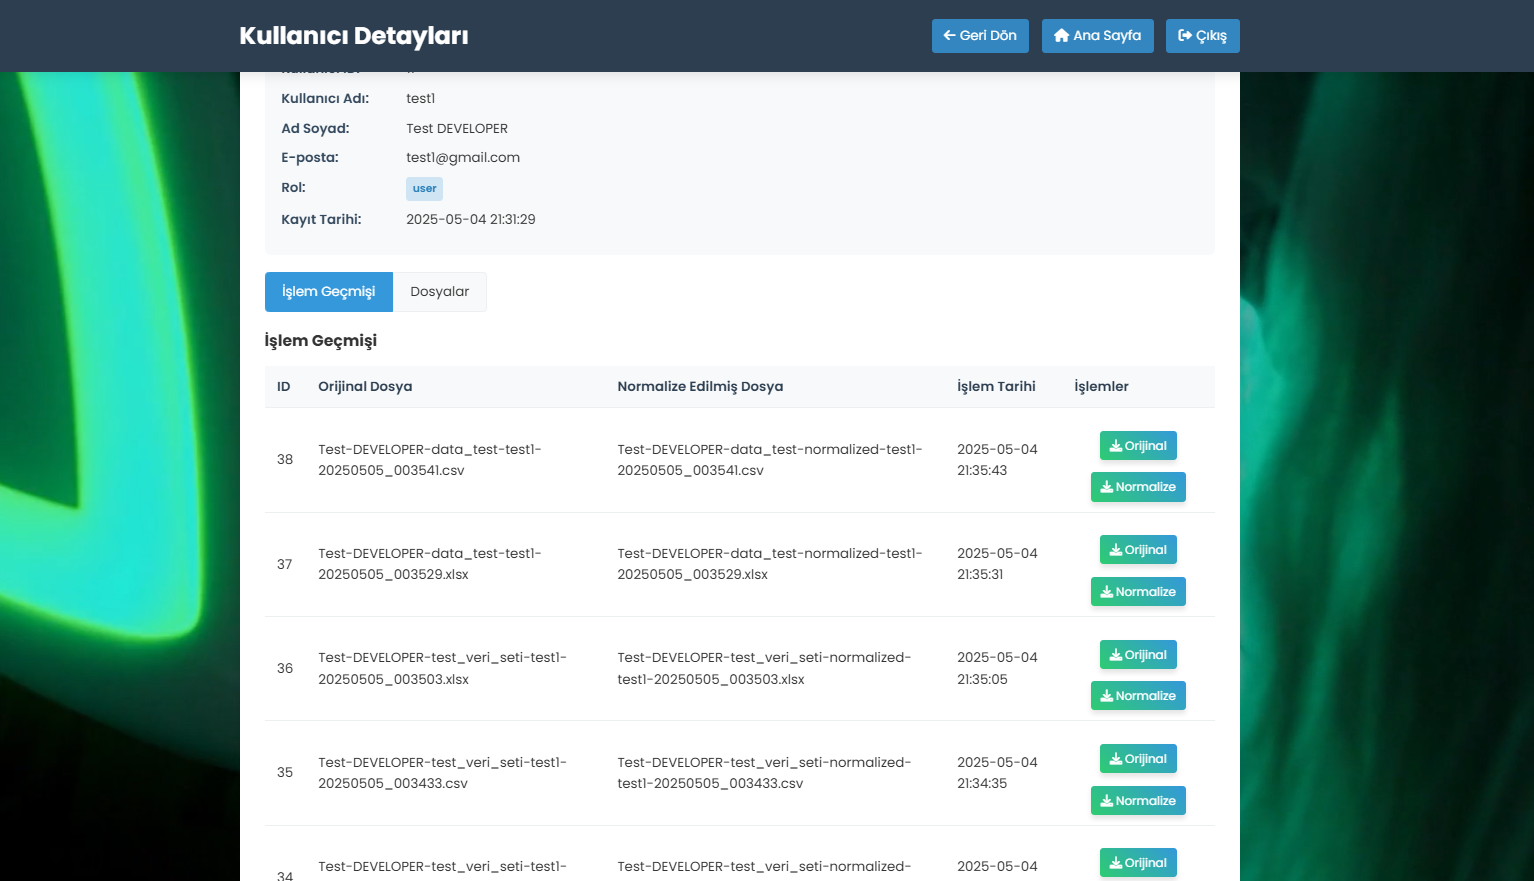 Kullanıcı Detayları
Geri Dön
Ana Sayfa
Çıkış
Kullanıcı Adı: test1
Ad Soyad: Test DEVELOPER
E-posta: test1@gmail.com
Rol: user
Kayıt Tarihi: 2025-05-04 21:31:29
İşlem Geçmişi
Dosyalar
İşlem Geçmişi
ID Orijinal Dosya Normalize Edilmiş Dosya İşlem Tarihi İşlemler
38
Test-DEVELOPER-data_test-test1-
20250505_003541.csv
Test-DEVELOPER-data_test-normalized-test1-
20250505_003541.csv
2025-05-04
21:35:43
Orijinal
Normalize
37
Test-DEVELOPER-data_test-test1-
20250505_003529.xlsx
Test-DEVELOPER-data_test-normalized-test1-
20250505_003529.xlsx
2025-05-04
21:35:31
Orijinal
Normalize
36
Test-DEVELOPER-test_veri_seti-test1-
20250505_003503.xlsx
Test-DEVELOPER-test_veri_seti-normalized-
test1-20250505_003503.xlsx
2025-05-04
21:35:05
Orijinal
Normalize
35
Test-DEVELOPER-test_veri_seti-test1-
20250505_003433.csv
Test-DEVELOPER-test_veri_seti-normalized-
test1-20250505_003433.csv
2025-05-04
21:34:35
Orijinal
Normalize
34
Test-DEVELOPER-test_veri_seti-test1-
Test-DEVELOPER-test_veri_seti-normalized-
2025-05-04
Orijinal